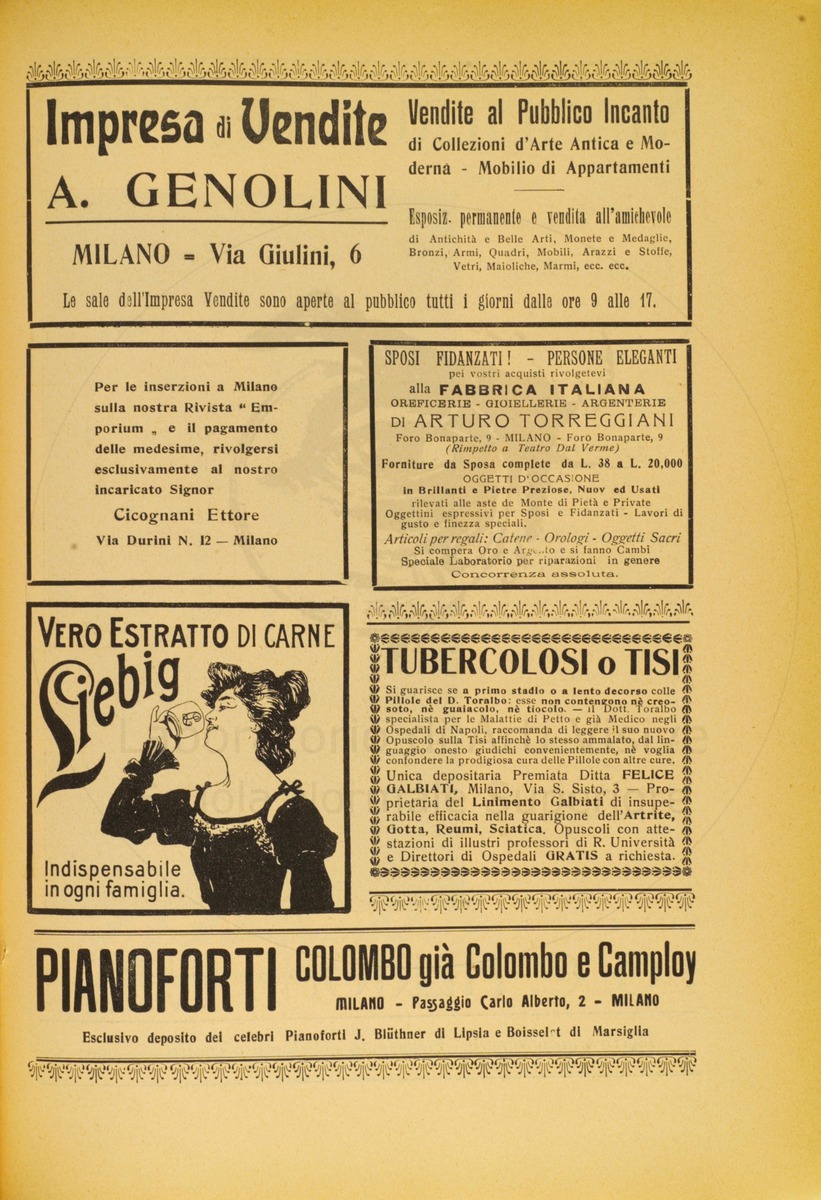 Impresa di Vendite
A. GENOLINI
MILANO = Via Giulini, 6
Vendite al Pubblico Incanto
di Collezioni d'Arte Antica e Mo-
derna - Mobilio di Appartamenti
Esposiz. permanente e vendita all'amichevole
di Antichità e Belle Arti, Monete e Medaglie,
Bronzi, Armi, Quadri, Mobili, Arazzi e Stoffe,
Vetri, Maioliche, Marmi, ecc. ecc.
Le sale dell'Impresa Vendite sono aperte al pubblico tutti i giorni dalle ore 9 alle 17.
Per le inserzioni a Milano
sulla nostra Rivista “ Em-
porium „ e il pagamento
delle medesime, rivolgersi
esclusivamente al nostro
incaricato Signor
Cicognani Ettore
Via Durini N. 12 — Milano
SPOSI FIDANZATI! - PERSONE ELEGANTI
pei vostri acquisti rivolgetevi
alla FABBRICA ITALIANA
OREFICERIE - GIOIELLERIE - ARGENTERIE
DI ARTURO TORREGGIANI
Foro Bonaparte, 9 - MILANO - Foro Bonaparte, 9
(Rimpetto a Teatro Dal Verme)
Forniture da Sposa complete da L. 38 a L. 20,000
OGGETTI D'OCCASIONE
in Brillanti e Pietre Preziose, Nuov ed Usati
rilevati alle aste de Monte di Pietà e Private
Oggettini espressivi per Sposi e Fidanzati - Lavori di
gusto e finezza speciali.
Articoli per regali: Catene - Orologi - Oggetti Sacri
Si compera Oro e e si fanno Cambi
Speciale Laboratorio per riparazioni in genere
Concorrenza assoluta.
VERO ESTRATTO DI CARNE
Liebig
Indispensabile
in ogni famiglia.
TUBERCOLOSI o TISI
Si guarisce se a primo stadio o a lento decorso colle
Pillole del D. Toralbo: esse non contengono nè creo-
soto, nè guaiacolo, nè tiocolo. — il Dott. Toralbo
specialista per le Malattie di Petto e già Medico negli
Ospedali di Napoli, raccomanda di leggere il suo nuovo
Opuscolo sulla Tisi affinchè lo stesso ammalato, dal lin-
guaggio onesto giudichi convenientemente, nè voglia
confondere la prodigiosa cura delle Pillole con altre cure.
Unica depositaria Premiata Ditta FELICE
GALBIATI, Milano, Via S. Sisto, 3 — Pro-
prietaria del Linimento Galbiati di insupe-
rabile efficacia nella guarigione dell'Artrite,
Gotta, Reumi, Sciatica. Opuscoli con atte-
stazioni di illustri professori di R. Università
e Direttori di Ospedali GRATIS a richiesta.
PIANOFORTI COLOMBO già Colombo e Camploy
MILANO - Passaggio Carlo Alberto, 2 - MILANO
Esclusivo deposito dei celebri Pianoforti J. Blüthner di Lipsia e Boisselot di Marsiglia